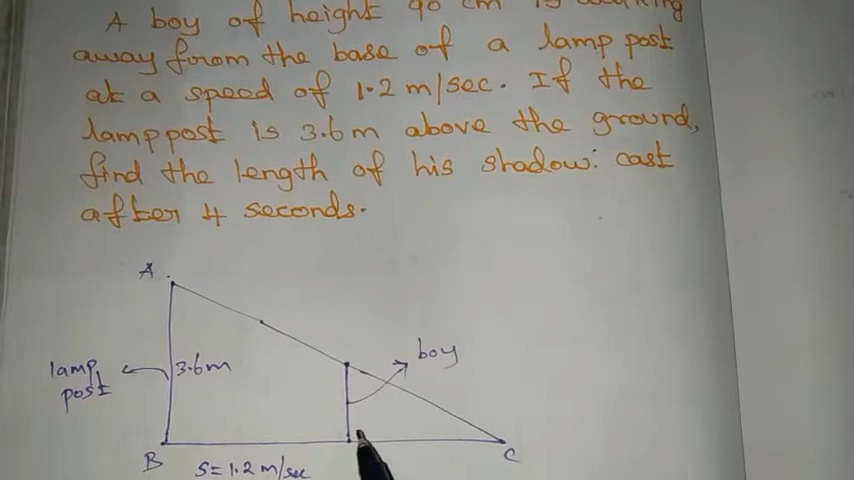 A boy of height 90 cm is walking
away from the base of a lamp post
at a speed of 1.2 m/sec. If the
lamppost is 3.6m above the ground,
find the length of his shadow: cast
after 4 seconds.
A
lamp
post
3.6m
boy
B
C
S=1.2 m/sec